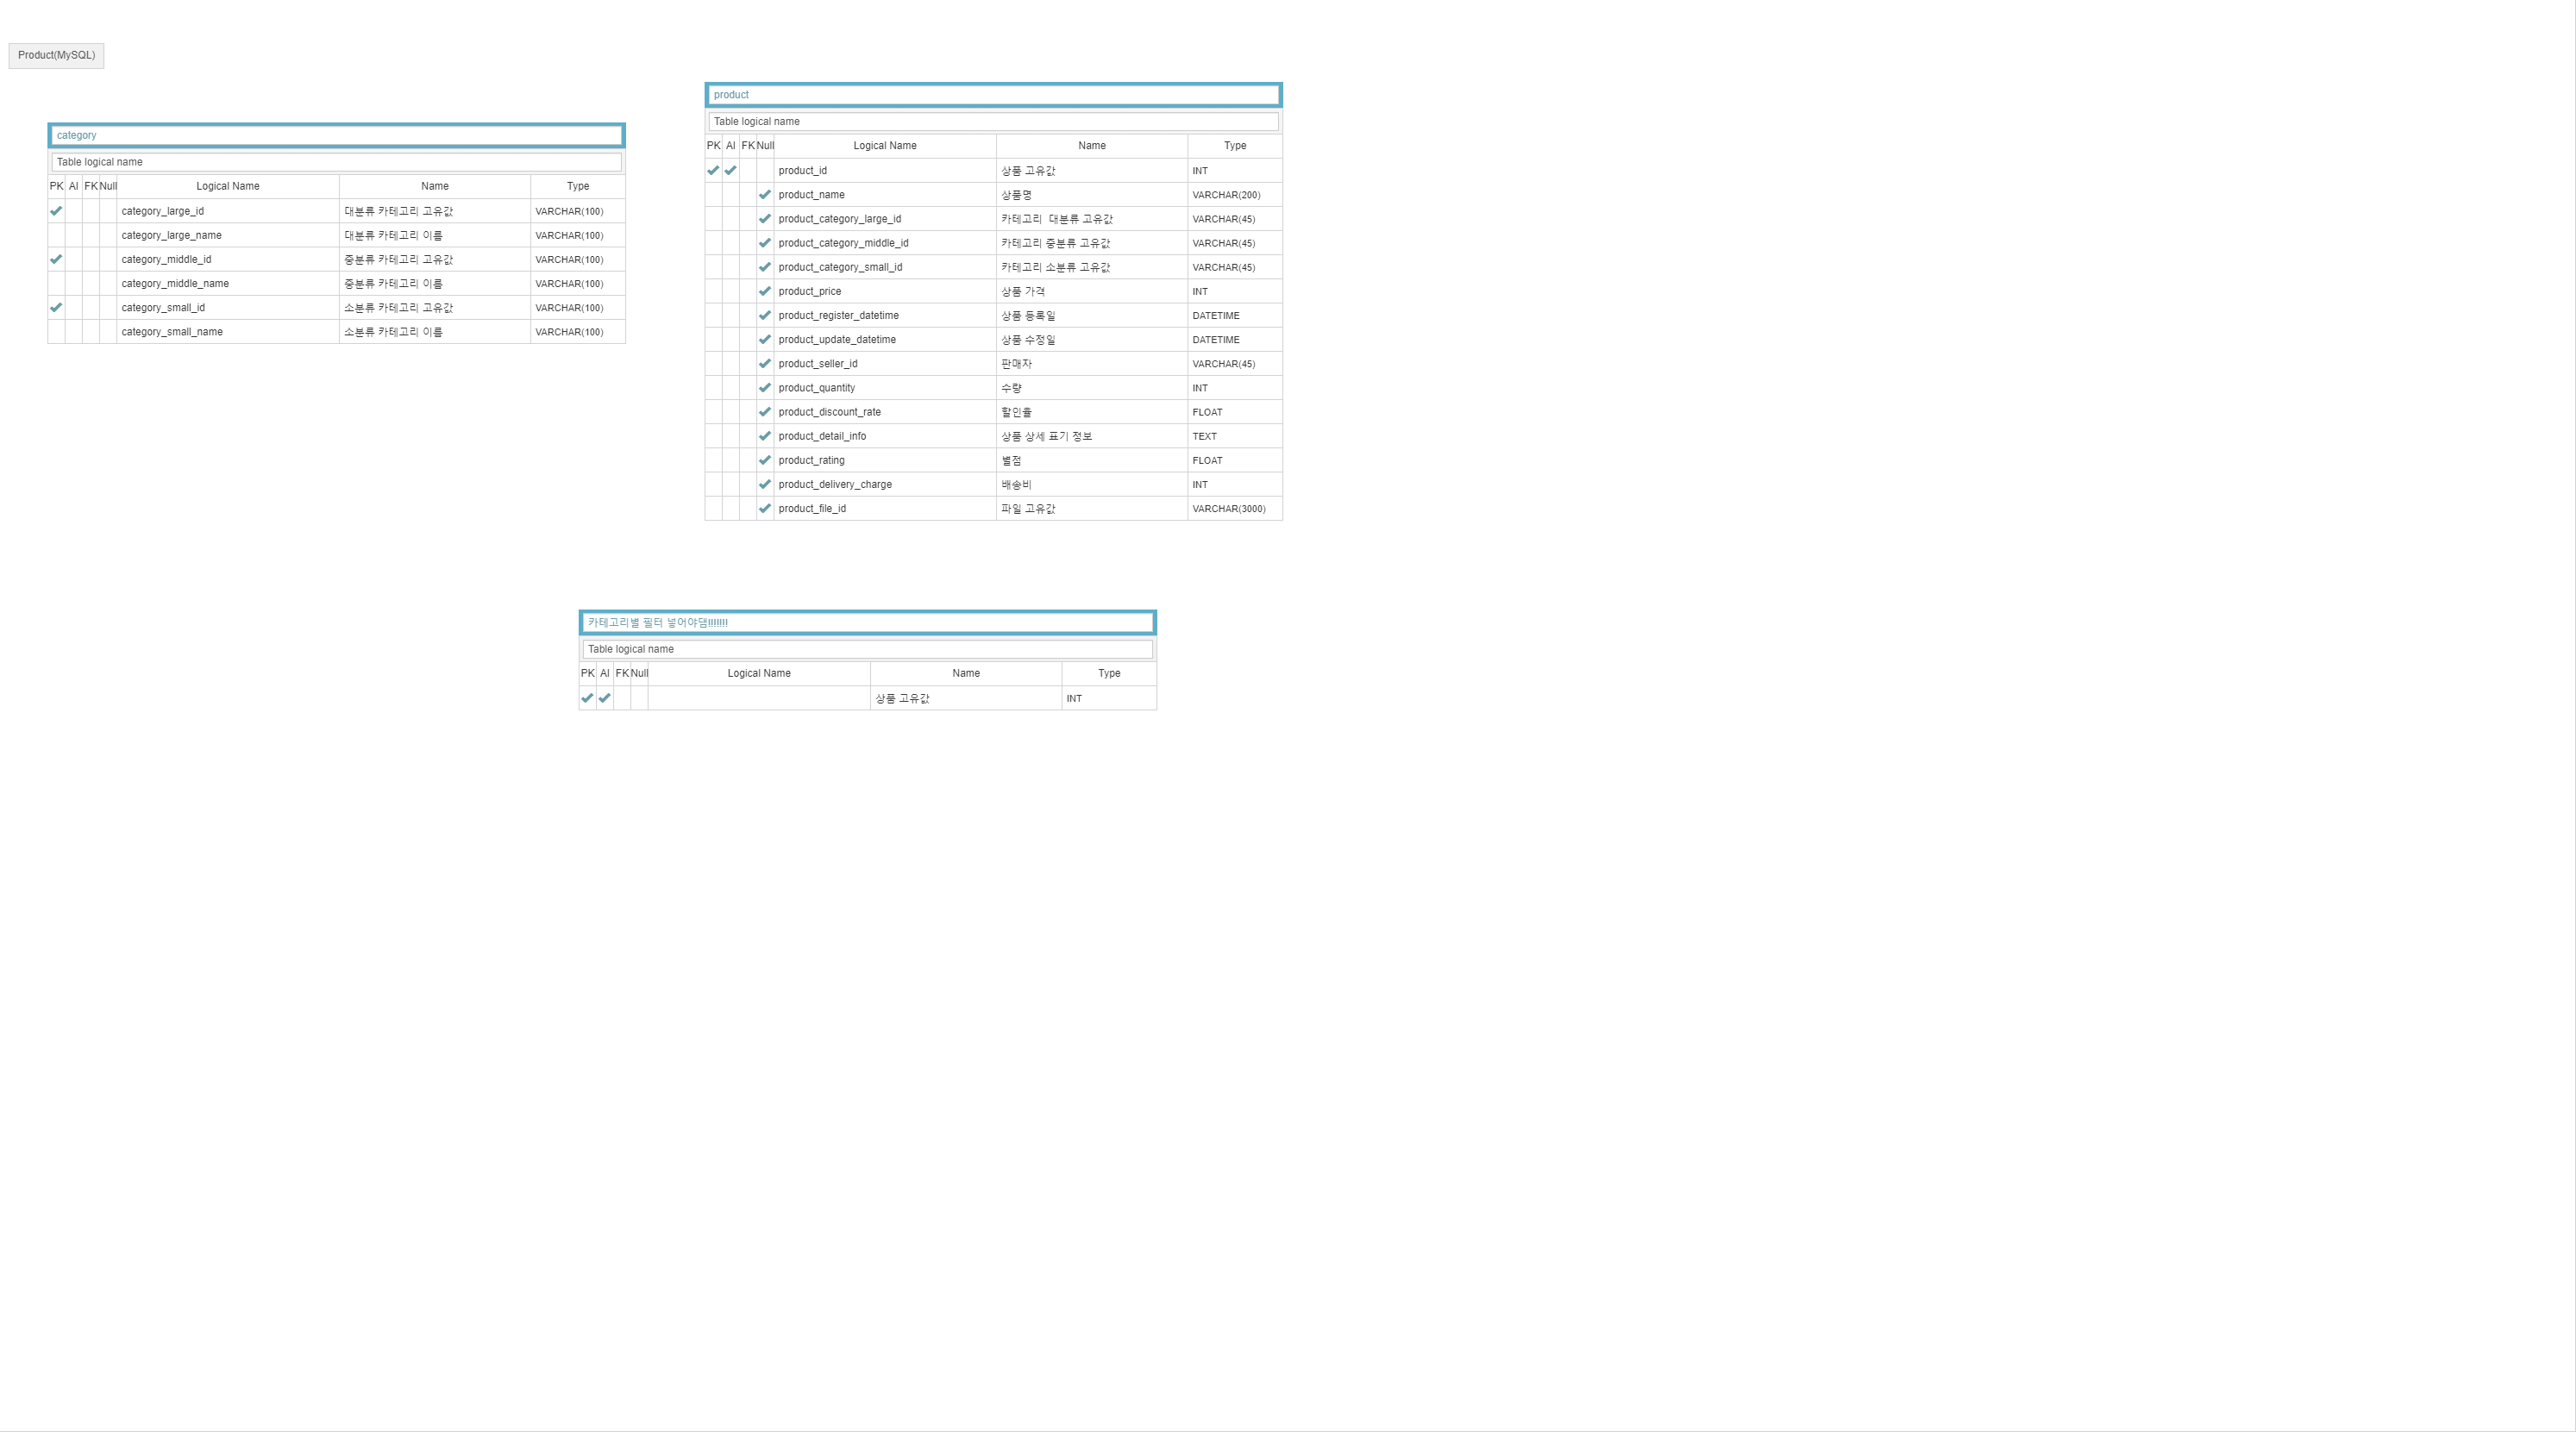 Product(MySQL)
category
Table logical name
PK AI FK Null Logical Name Name Type
category_large_id 대분류 카테고리 고유값 VARCHAR(100)
category_large_name 대분류 카테고리 이름 VARCHAR(100)
category_middle_id 중분류 카테고리 고유값 VARCHAR(100)
category_middle_name 중분류 카테고리 이름 VARCHAR(100)
category_small_id 소분류 카테고리 고유값 VARCHAR(100)
category_small_name 소분류 카테고리 이름 VARCHAR(100)
product
Table logical name
PK AI FK Null Logical Name Name Type
product_id 상품 고유값 INT
product_name 상품명 VARCHAR(200)
product_category_large_id 카테고리  대분류 고유값 VARCHAR(45)
product_category_middle_id 카테고리 중분류 고유값 VARCHAR(45)
product_category_small_id 카테고리 소분류 고유값 VARCHAR(45)
product_price 상품 가격 INT
product_register_datetime 상품 등록일 DATETIME
product_update_datetime 상품 수정일 DATETIME
product_seller_id 판매자 VARCHAR(45)
product_quantity 수량 INT
product_discount_rate 할인율 FLOAT
product_detail_info 상품 상세 표기 정보 TEXT
product_rating 별점 FLOAT
product_delivery_charge 배송비 INT
product_file_id 파일 고유값 VARCHAR(3000)
카테고리별 필터 넣어야댐!!!!!!!
Table logical name
PK AI FK Null Logical Name Name Type
상품 고유값 INT